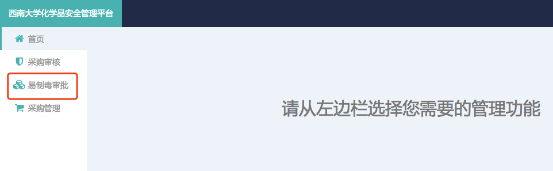 西南大学化学品安全管理平台
首页
采购审核
易制毒审批
采购管理
请从左边栏选择您需要的管理功能